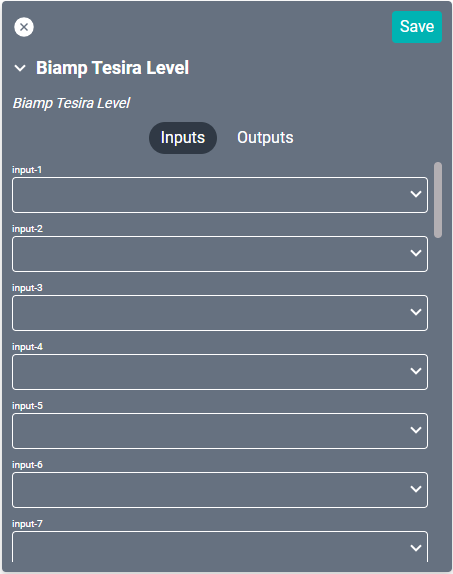 Save
Biamp Tesira Level
Biamp Tesira Level
Inputs Outputs
input-1
input-2
input-3
input-4
input-5
input-6
input-7